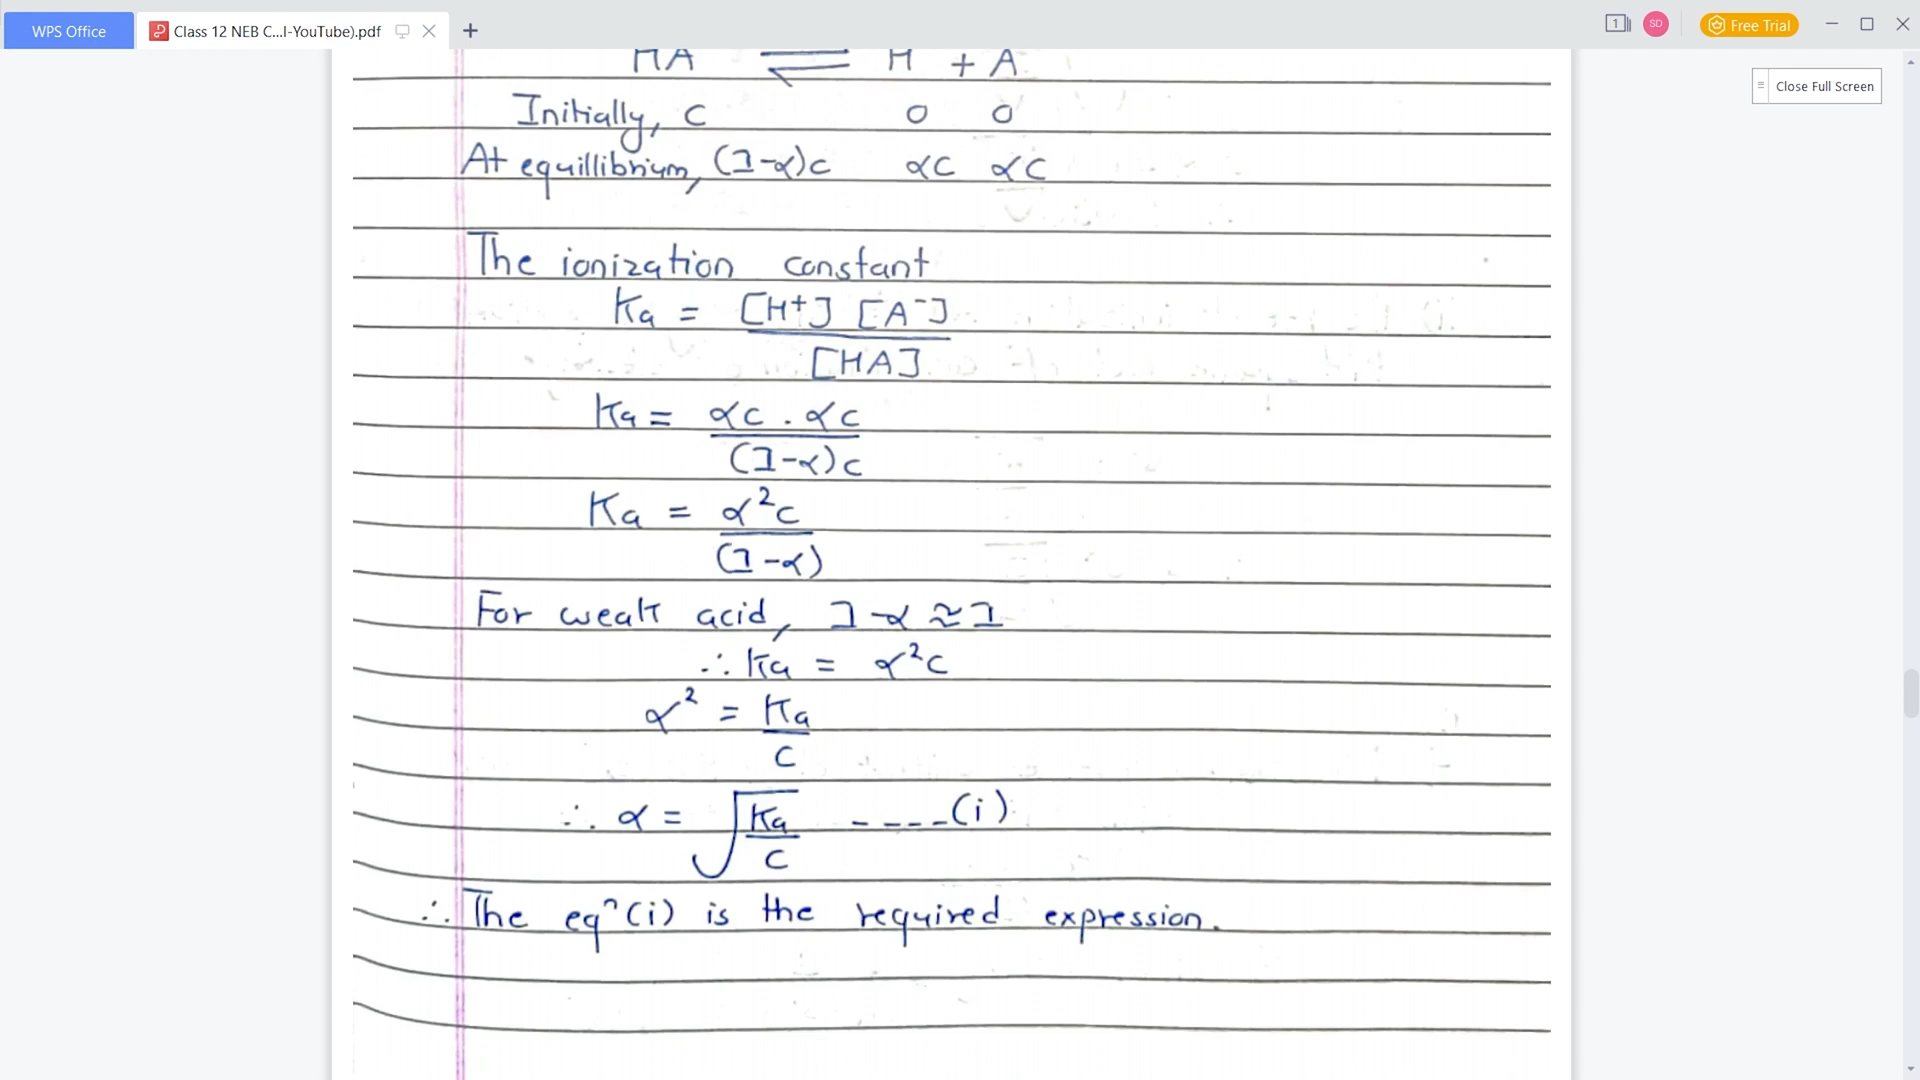 WPS Office
Class 12 NEB C...I-YouTube).pdf
1
SD
Free Trial
Close Full Screen
HA ⇌ H + A
Initially, C 0 0
At equillibrium, (1-α)c αC αC
The ionization constant
Ka = [H⁺] [A⁻]
[HA]
Ka = αc . αc
(1-α)c
Ka = α²c
(1-α)
For weak acid, 1-α ≈ 1
∴ Ka = α²c
α² = Ka
c
∴ α = √Ka ----(i)
c
∴ The eqⁿ(i) is the required expression.